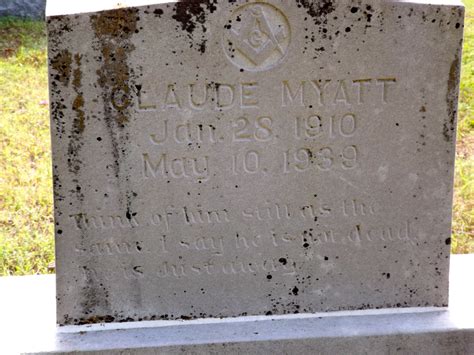 G
CLAUDE MYATT
Jan. 28, 1910
May 10, 1939
Think of him still as the
same. I say he is not dead
he is just away